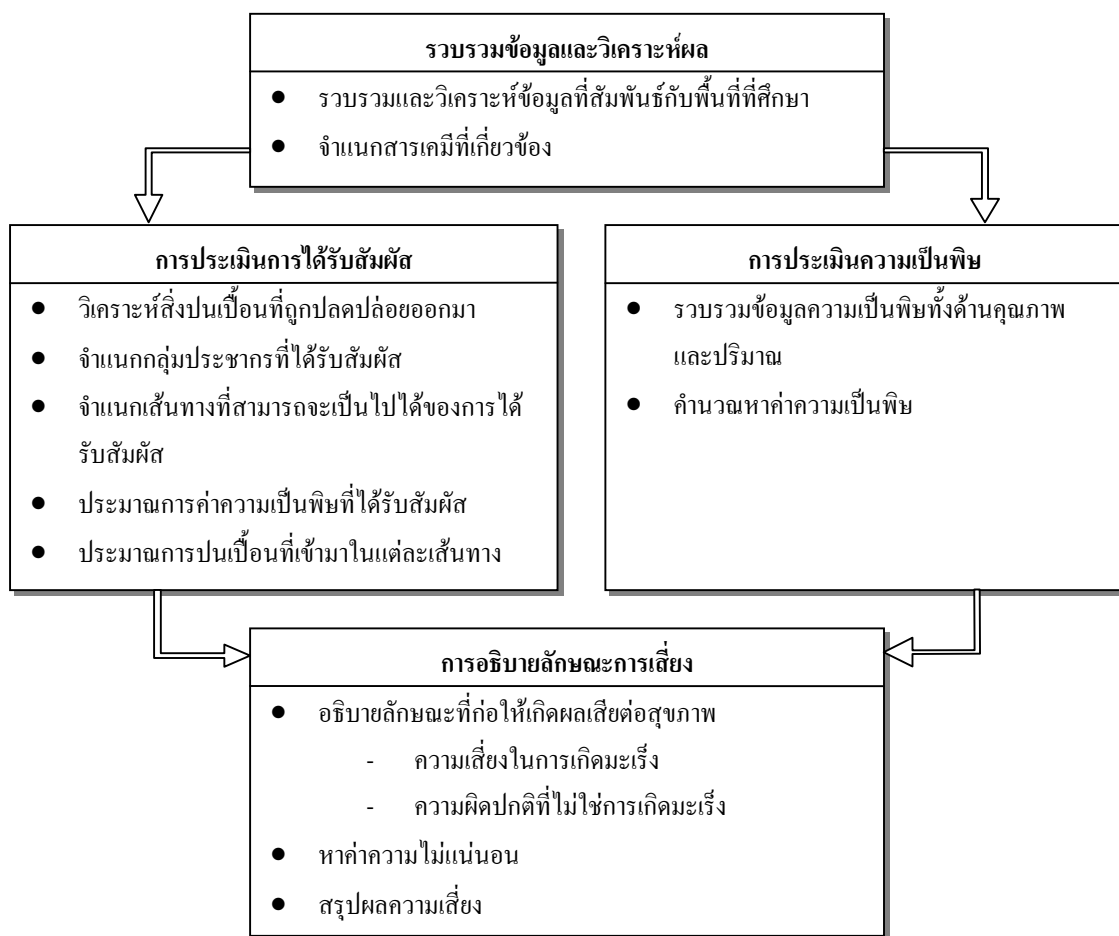 รวบรวมข้อมูลและวิเคราะห์ผล
● รวบรวมและวิเคราะห์ข้อมูลที่สัมพันธ์กับพื้นที่ที่ศึกษา
● จำแนกสารเคมีที่เกี่ยวข้อง
การประเมินการได้รับสัมผัส
● วิเคราะห์สิ่งปนเปื้อนที่ถูกปลดปล่อยออกมา
● จำแนกกลุ่มประชากรที่ได้รับสัมผัส
● จำแนกเส้นทางที่สามารถจะเป็นไปได้ของการได้
รับสัมผัส
● ประมาณการค่าความเป็นพิษที่ได้รับสัมผัส
● ประมาณการปนเปื้อนที่เข้ามาในแต่ละเส้นทาง
การประเมินความเป็นพิษ
● รวบรวมข้อมูลความเป็นพิษทั้งด้านคุณภาพ
และปริมาณ
● คำนวณหาค่าความเป็นพิษ
การอธิบายลักษณะการเสี่ยง
● อธิบายลักษณะที่ก่อให้เกิดผลเสียต่อสุขภาพ
- ความเสี่ยงในการเกิดมะเร็ง
- ความผิดปกติที่ไม่ใช่การเกิดมะเร็ง
● หาค่าความไม่แน่นอน
● สรุปผลความเสี่ยง